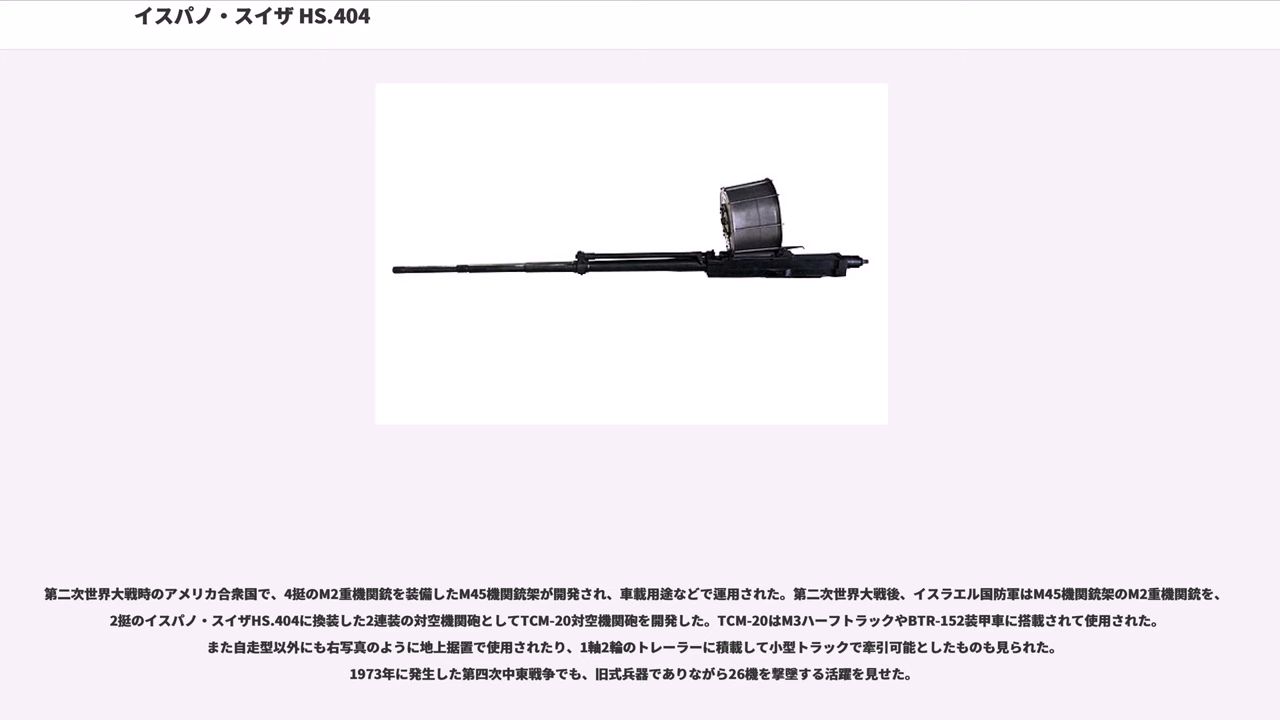 イスパノ・スイザ HS.404
第二次世界大戦時のアメリカ合衆国で、4挺のM2重機関銃を装備したM45機関銃架が開発され、車載用途などで運用された。第二次世界大戦後、イスラエル国防軍はM45機関銃架のM2重機関銃を、
2挺のイスパノ・スイザHS.404に換装した2連装の対空機関砲としてTCM-20対空機関砲を開発した。TCM-20はM3ハーフトラックやBTR-152装甲車に搭載されて使用された。
また自走型以外にも右写真のように地上据置で使用されたり、1軸2輪のトレーラーに積載して小型トラックで牽引可能としたものも見られた。
1973年に発生した第四次中東戦争でも、旧式兵器でありながら26機を撃墜する活躍を見せた。